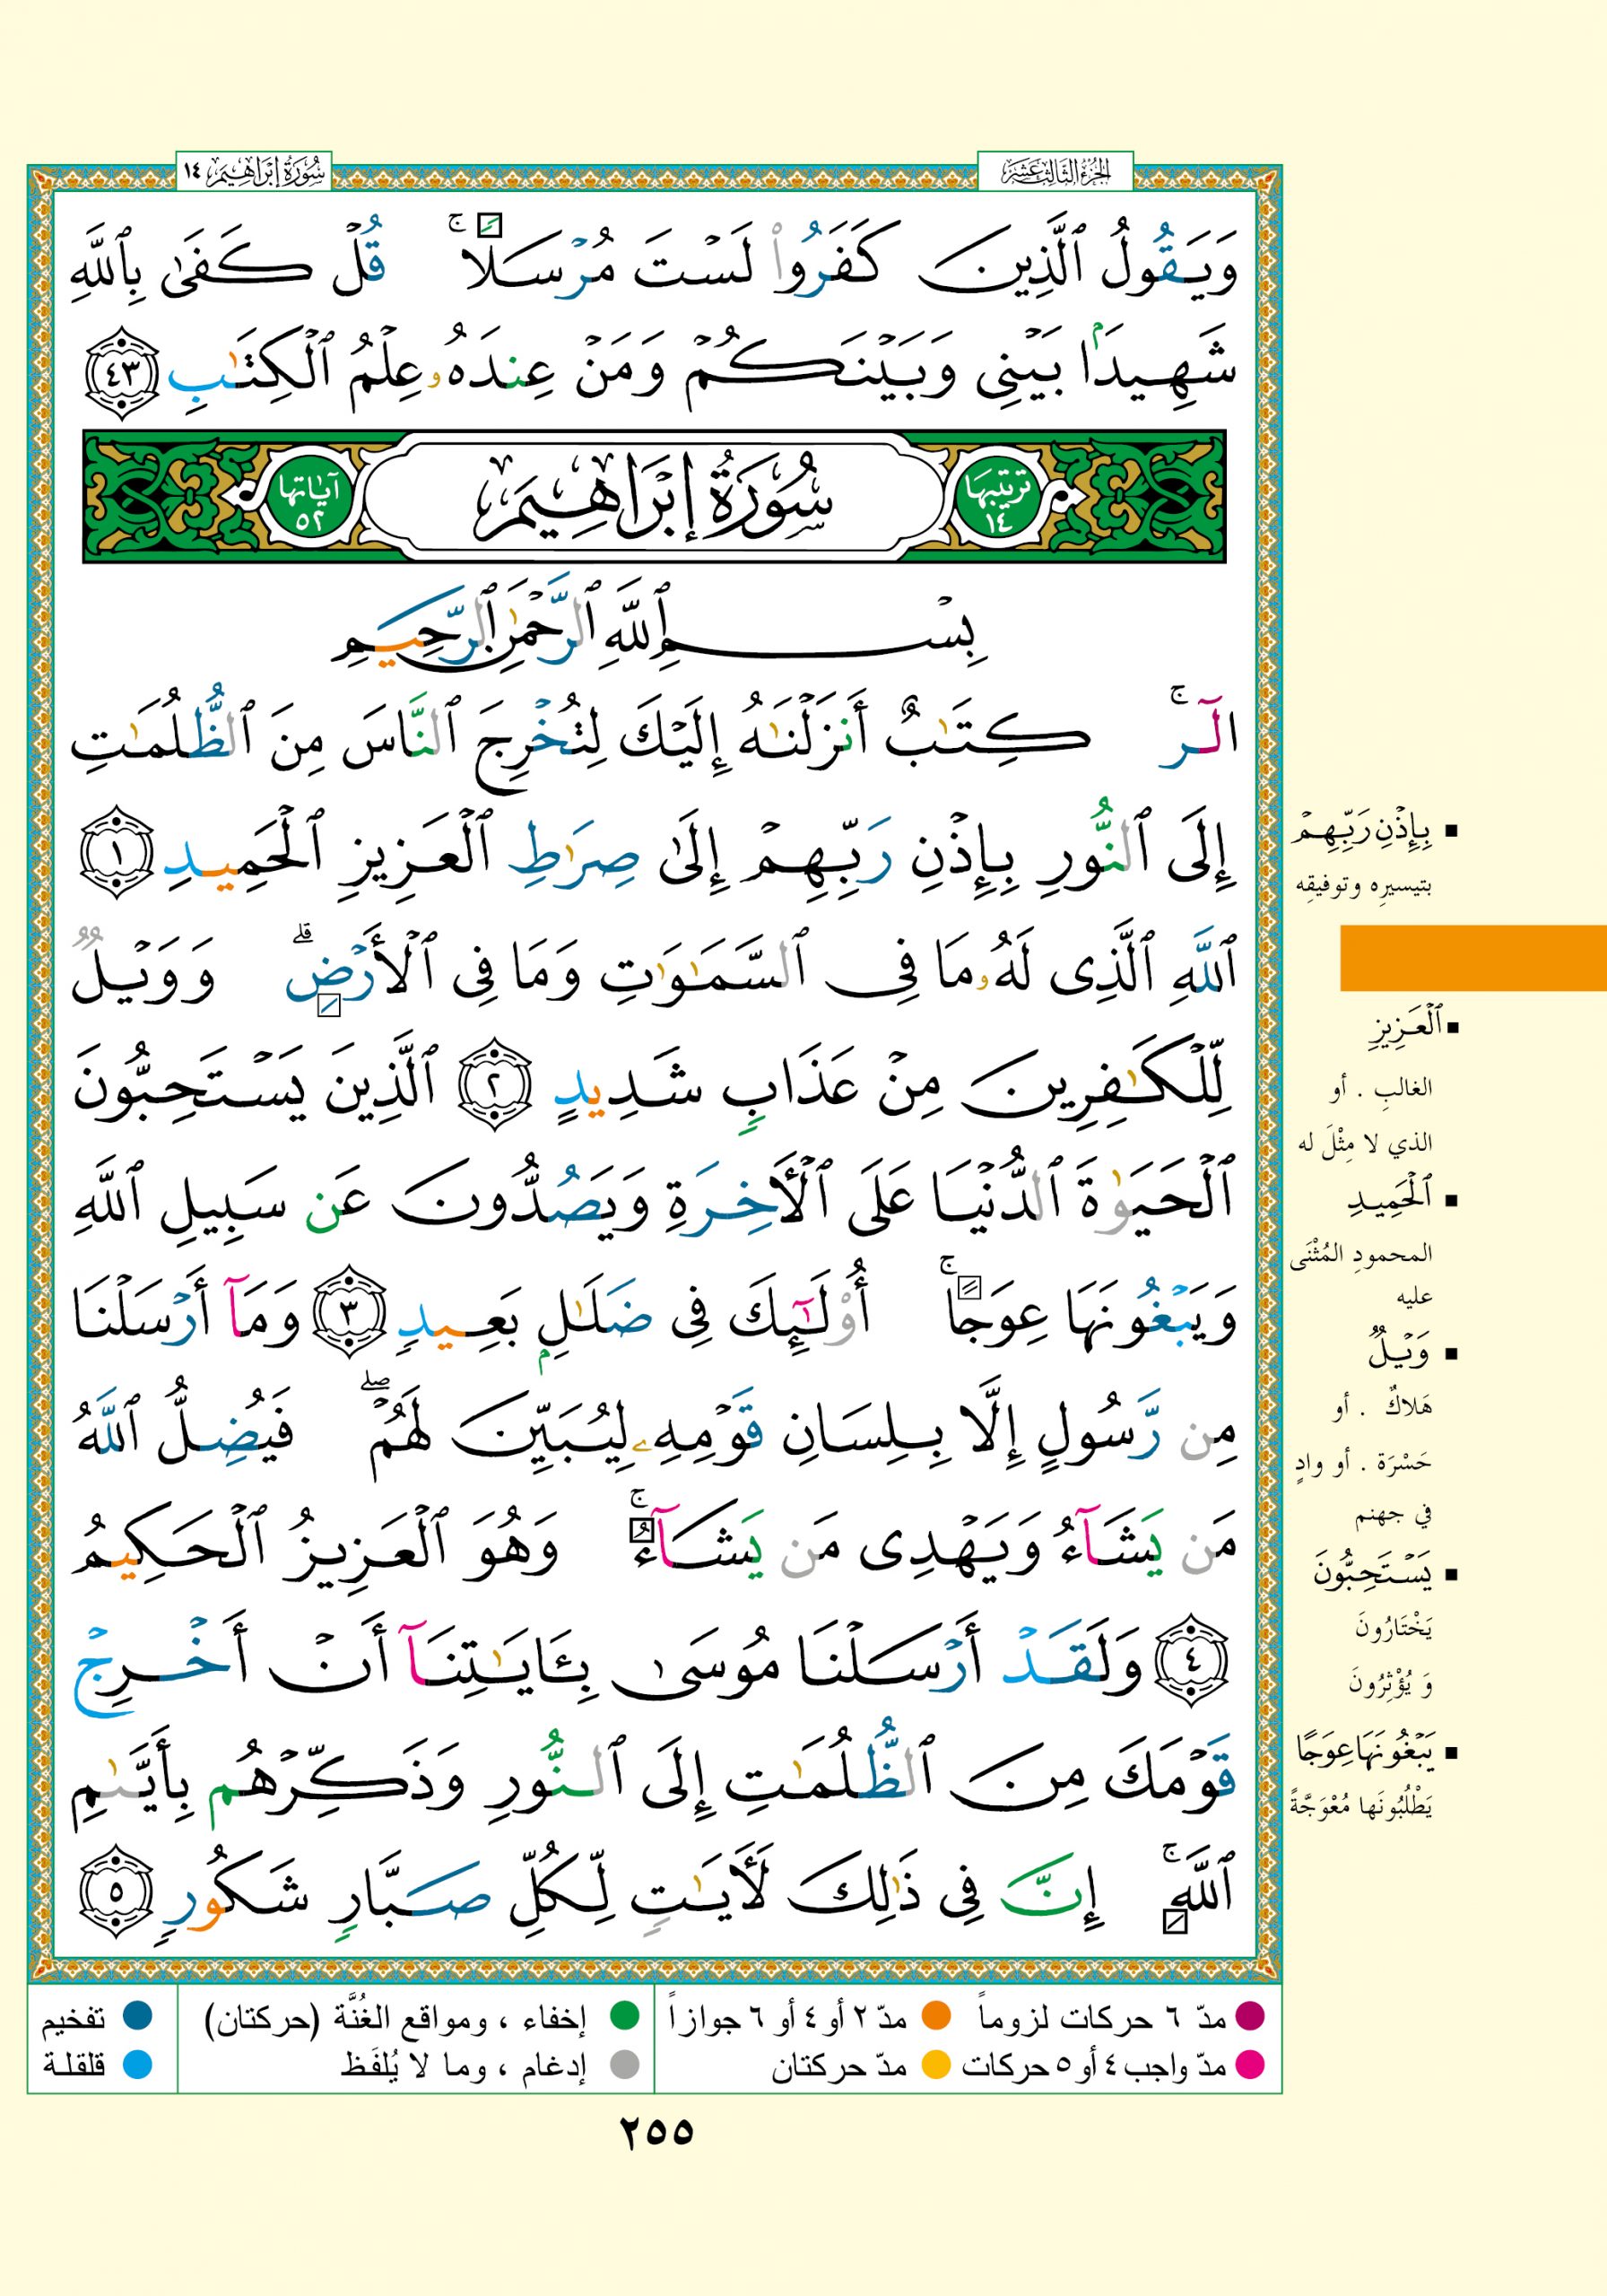 الجزء الثالث عشر
سورة إبراهيم ١٤
وَيَقُولُ ٱلَّذِينَ كَفَرُوا۟ لَسْتَ مُرْسَلًا ۚ قُلْ كَفَىٰ بِٱللَّهِ
شَهِيدًۢا بَيْنِى وَبَيْنَكُمْ وَمَنْ عِندَهُۥ عِلْمُ ٱلْكِتَـٰبِ ٤٣
ترتيبها ١٤
سُورَةُ إِبْرَاهِيمَ
آياتها ٥٢
بِسْمِ ٱللَّهِ ٱلرَّحْمَـٰنِ ٱلرَّحِيمِ
الٓر ۚ كِتَـٰبٌ أَنزَلْنَـٰهُ إِلَيْكَ لِتُخْرِجَ ٱلنَّاسَ مِنَ ٱلظُّلُمَـٰتِ
إِلَى ٱلنُّورِ بِإِذْنِ رَبِّهِمْ إِلَىٰ صِرَٰطِ ٱلْعَزِيزِ ٱلْحَمِيدِ ١
ٱللَّهِ ٱلَّذِى لَهُۥ مَا فِى ٱلسَّمَـٰوَٰتِ وَمَا فِى ٱلْأَرْضِ ۗ وَوَيْلٌ
لِّلْكَـٰفِرِينَ مِنْ عَذَابٍ شَدِيدٍ ٢ ٱلَّذِينَ يَسْتَحِبُّونَ
ٱلْحَيَوٰةَ ٱلدُّنْيَا عَلَى ٱلْـَٔاخِرَةِ وَيَصُدُّونَ عَن سَبِيلِ ٱللَّهِ
وَيَبْغُونَهَا عِوَجًا ۚ أُو۟لَـٰٓئِكَ فِى ضَلَـٰلٍۭ بَعِيدٍ ٣ وَمَآ أَرْسَلْنَا
مِن رَّسُولٍ إِلَّا بِلِسَانِ قَوْمِهِۦ لِيُبَيِّنَ لَهُمْ ۖ فَيُضِلُّ ٱللَّهُ
مَن يَشَآءُ وَيَهْدِى مَن يَشَآءُ ۚ وَهُوَ ٱلْعَزِيزُ ٱلْحَكِيمُ
٤ وَلَقَدْ أَرْسَلْنَا مُوسَىٰ بِـَٔايَـٰتِنَآ أَنْ أَخْرِجْ
قَوْمَكَ مِنَ ٱلظُّلُمَـٰتِ إِلَى ٱلنُّورِ وَذَكِّرْهُم بِأَيَّىٰمِ
ٱللَّهِ ۚ إِنَّ فِى ذَٰلِكَ لَـَٔايَـٰتٍ لِّكُلِّ صَبَّارٍ شَكُورٍ ٥
▪ بِإِذْنِ رَبِّهِمْ
بتيسيرِه وتوفيقِه
▪ ٱلْعَزِيزِ
الغالبِ . أو
الذي لا مِثْلَ له
▪ ٱلْحَمِيدِ
المحمودِ المُثْنَى
عليه
▪ وَيْلٌ
هَلاكٌ . أو
حَسْرَة . أو وادٍ
في جهنم
▪ يَسْتَحِبُّونَ
يَخْتَارُونَ
وَ يُؤْثِرُونَ
▪ يَبْغُونَهَا عِوَجًا
يَطْلُبُونَها مُعْوَجَّةً
مدّ ٦ حركات لزوماً
مدّ ٢ أو ٤ أو ٦ جوازاً
مدّ واجب ٤ أو ٥ حركات
مدّ حركتان
إخفاء ، ومواقع الغُنَّة (حركتان)
إدغام ، وما لا يُلفَظ
تفخيم
قلقلة
٢٥٥